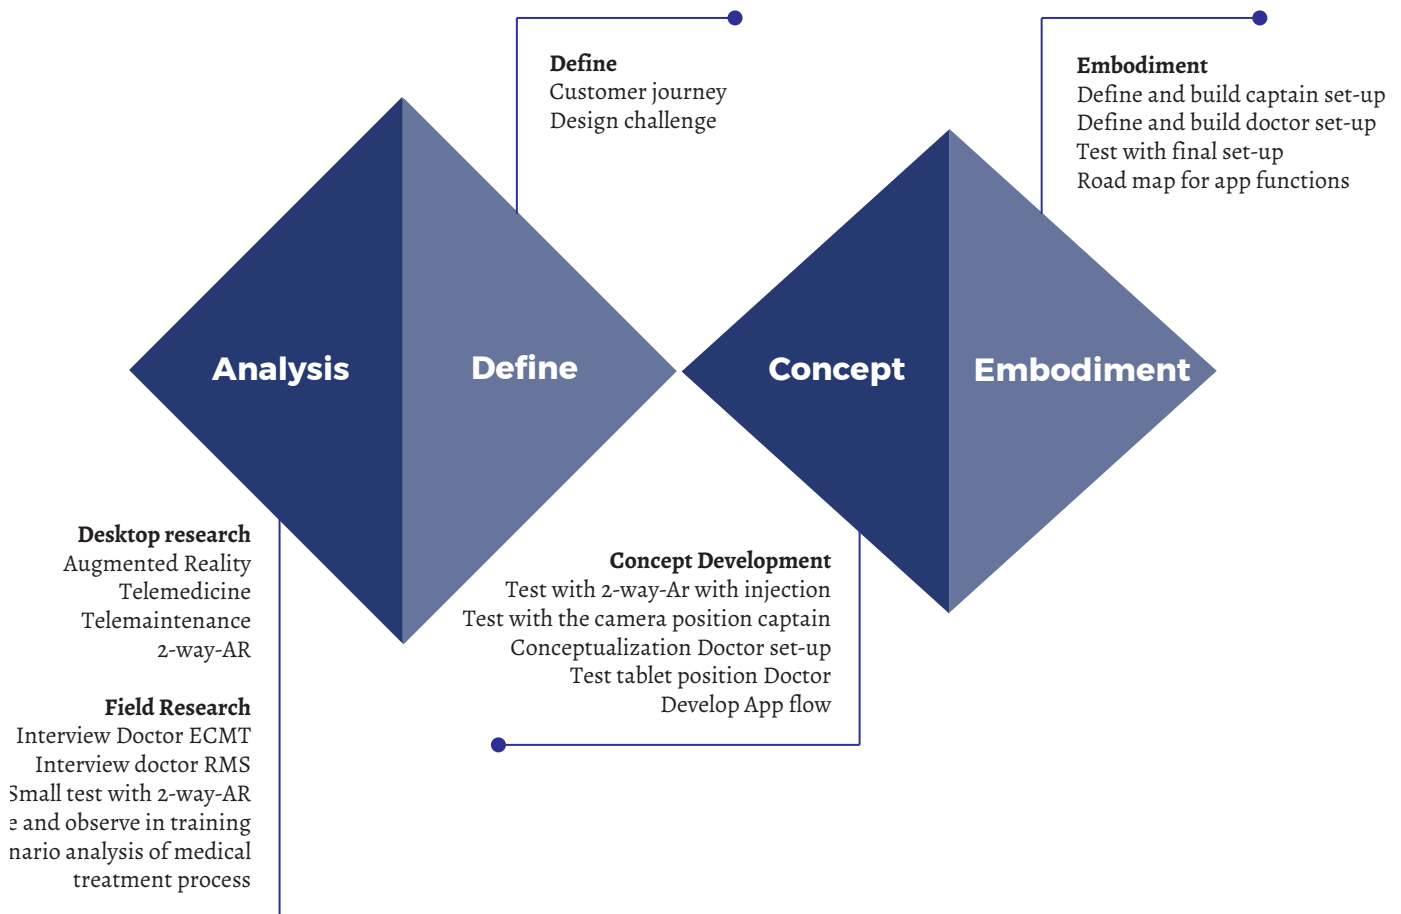 Define
Customer journey
Design challenge
Embodiment
Define and build captain set-up
Define and build doctor set-up
Test with final set-up
Road map for app functions
Analysis
Define
Concept
Embodiment
Desktop research
Augmented Reality
Telemedicine
Telemaintenance
2-way-AR
Field Research
Interview Doctor ECMT
Interview doctor RMS
Small test with 2-way-AR
and observe in training
analysis of medical
treatment process
Concept Development
Test with 2-way-Ar with injection
Test with the camera position captain
Conceptualization Doctor set-up
Test tablet position Doctor
Develop App flow